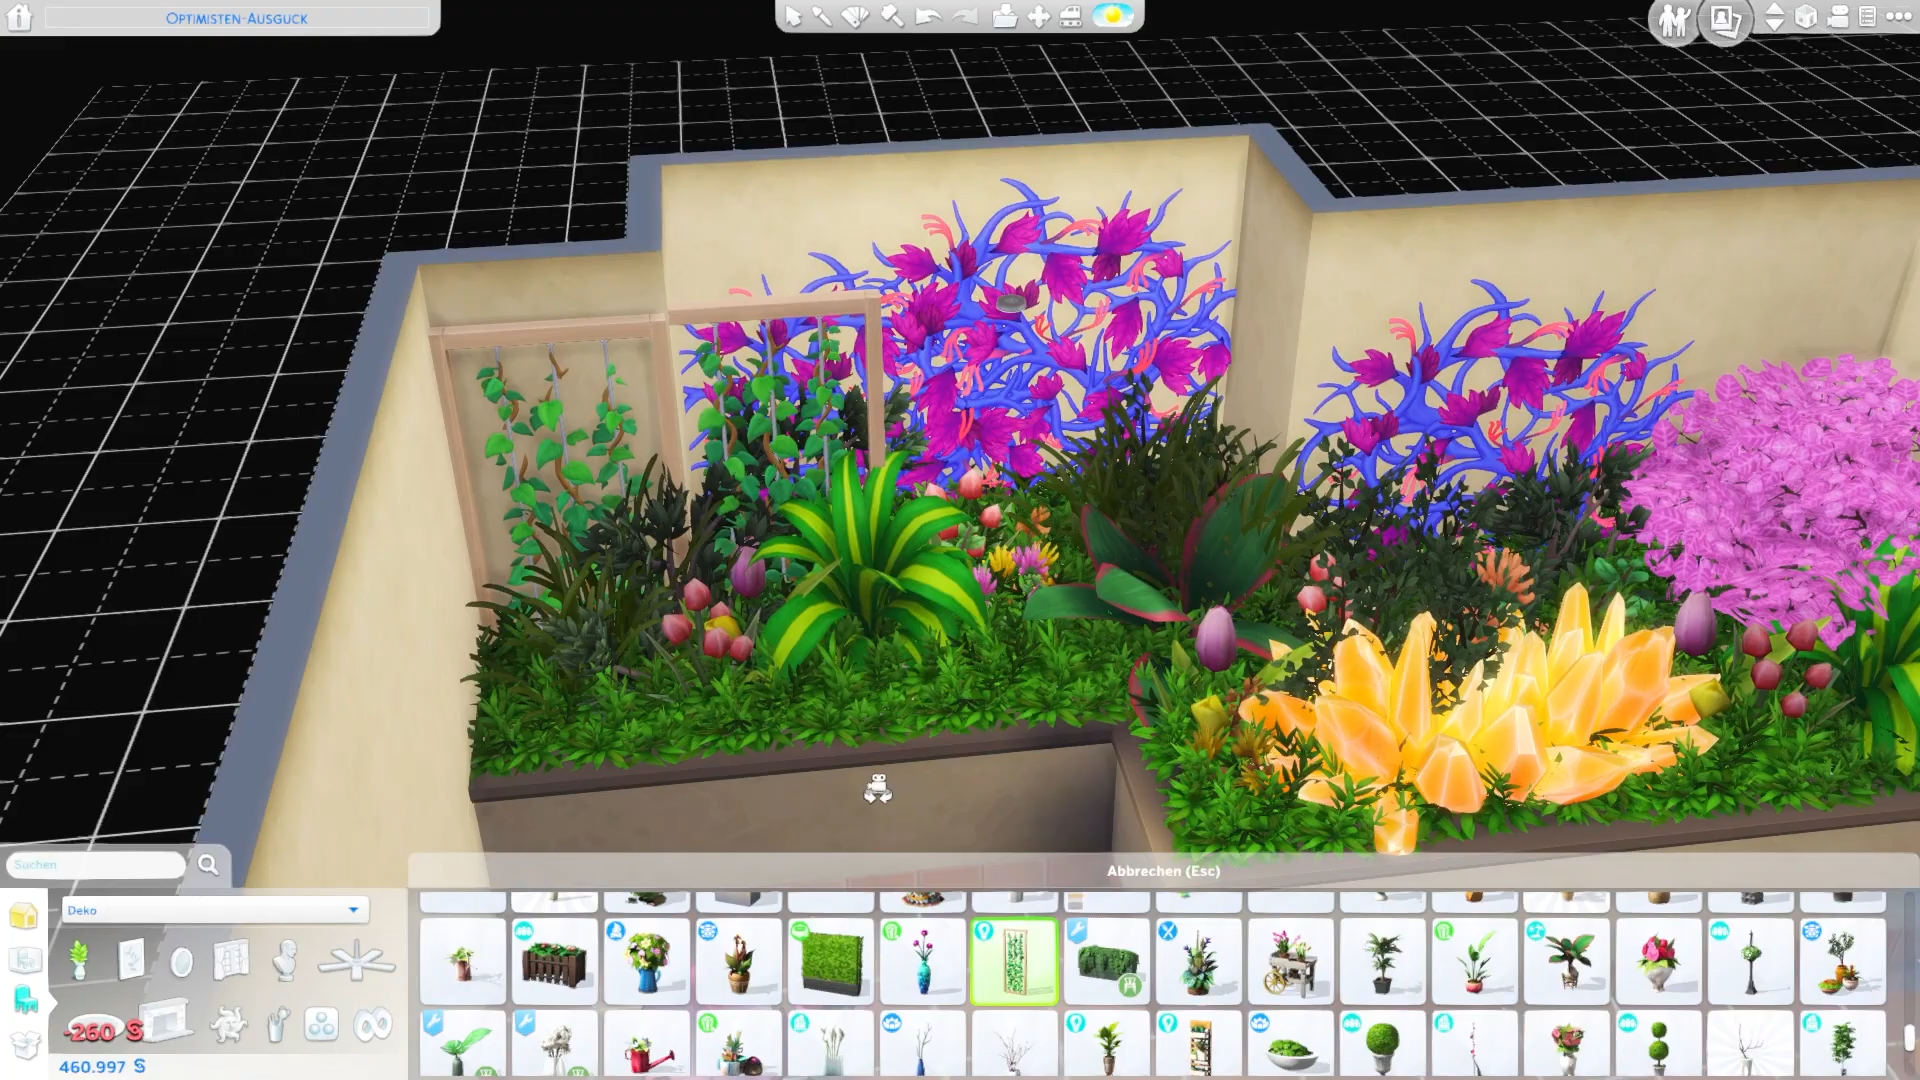 Optimisten-Ausguck
Abbrechen (Esc)
Suchen
Deko
-260 §
460.997 §